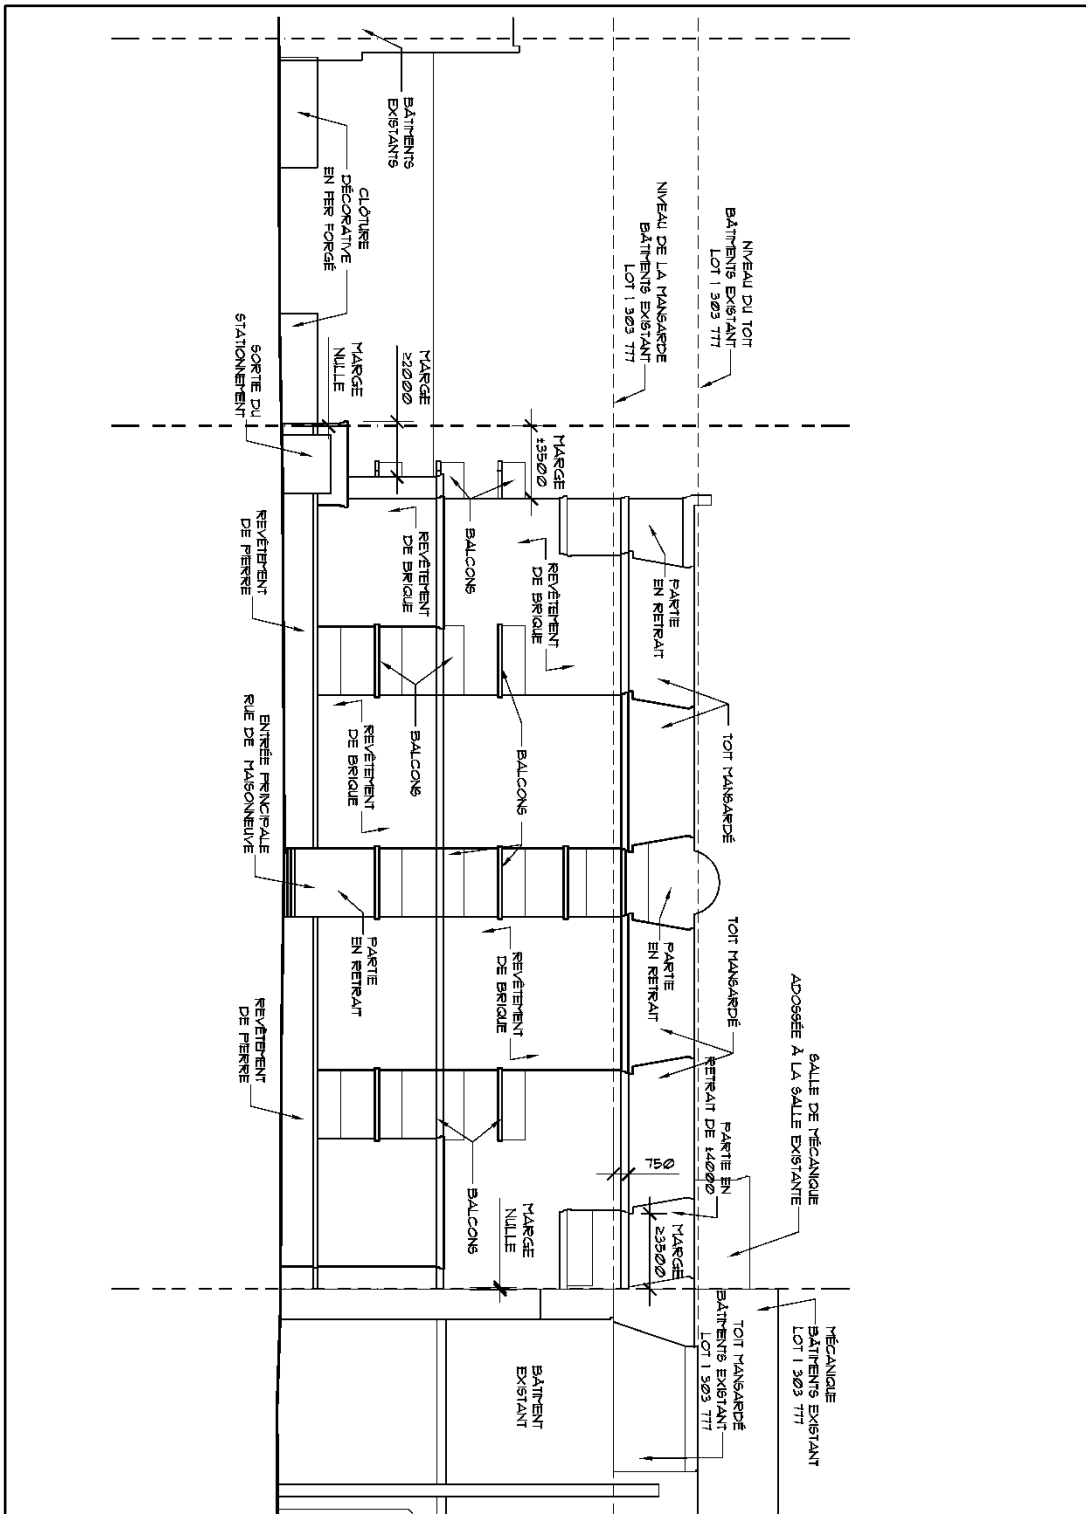 BÂTIMENTS
EXISTANTS
CLÔTURE
DÉCORATIVE
EN FER FORGÉ
NIVEAU DU TOIT
BÂTIMENTS EXISTANT
LOT 1 303 777
NIVEAU DE LA MANSARDE
BÂTIMENTS EXISTANT
LOT 1 303 777
SORTIE DU
STATIONNEMENT
MARGE
NULLE
MARGE
≥2000
MARGE
±3500
REVÊTEMENT
DE PIERRE
REVÊTEMENT
DE BRIQUE
BALCONS
REVÊTEMENT
DE BRIQUE
PARTIE
EN RETRAIT
TOIT MANSARDÉ
ENTRÉE PRINCIPALE
RUE DE MAISONNEUVE
REVÊTEMENT
DE BRIQUE
BALCONS
BALCONS
PARTIE
EN RETRAIT
REVÊTEMENT
DE BRIQUE
PARTIE
EN RETRAIT
TOIT MANSARDÉ
SALLE DE MÉCANIQUE
ADOSSÉE À LA SALLE EXISTANTE
REVÊTEMENT
DE PIERRE
BALCONS
MARGE
NULLE
750
PARTIE EN
RETRAIT DE ±4000
MARGE
≥3500
MÉCANIQUE
BÂTIMENTS EXISTANT
LOT 1 303 777
TOIT MANSARDÉ
BÂTIMENTS EXISTANT
LOT 1 303 777
BÂTIMENT
EXISTANT